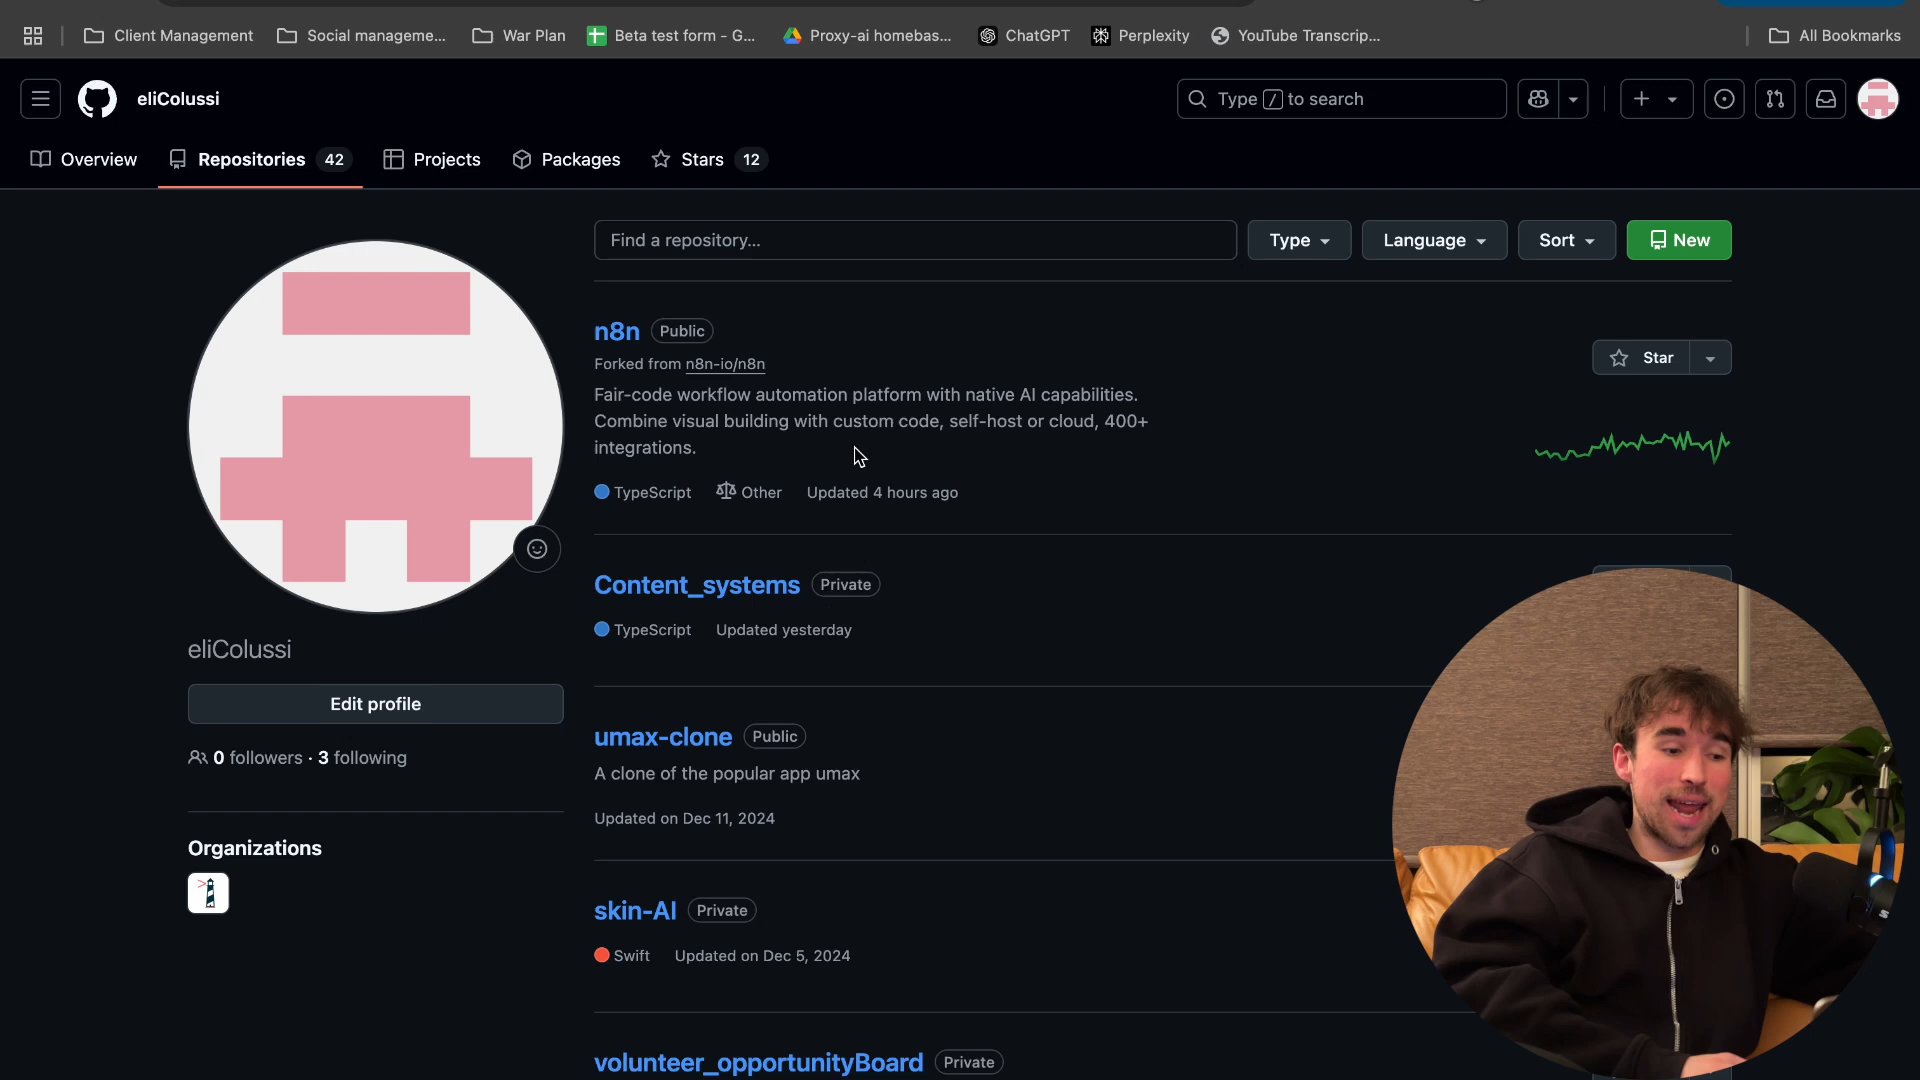 Client Management
Social manageme...
War Plan
Beta test form - G...
Proxy-ai homebas...
ChatGPT
Perplexity
YouTube Transcrip...
All Bookmarks
eliColussi
Type / to search
Overview
Repositories 42
Projects
Packages
Stars 12
Find a repository...
Type
Language
Sort
New
n8n Public
Forked from n8n-io/n8n
Fair-code workflow automation platform with native AI capabilities.
Combine visual building with custom code, self-host or cloud, 400+
integrations.
TypeScript Other Updated 4 hours ago
Star
Content_systems Private
TypeScript Updated yesterday
umax-clone Public
A clone of the popular app umax
Updated on Dec 11, 2024
skin-AI Private
Swift Updated on Dec 5, 2024
volunteer_opportunityBoard Private
eliColussi
Edit profile
0 followers · 3 following
Organizations